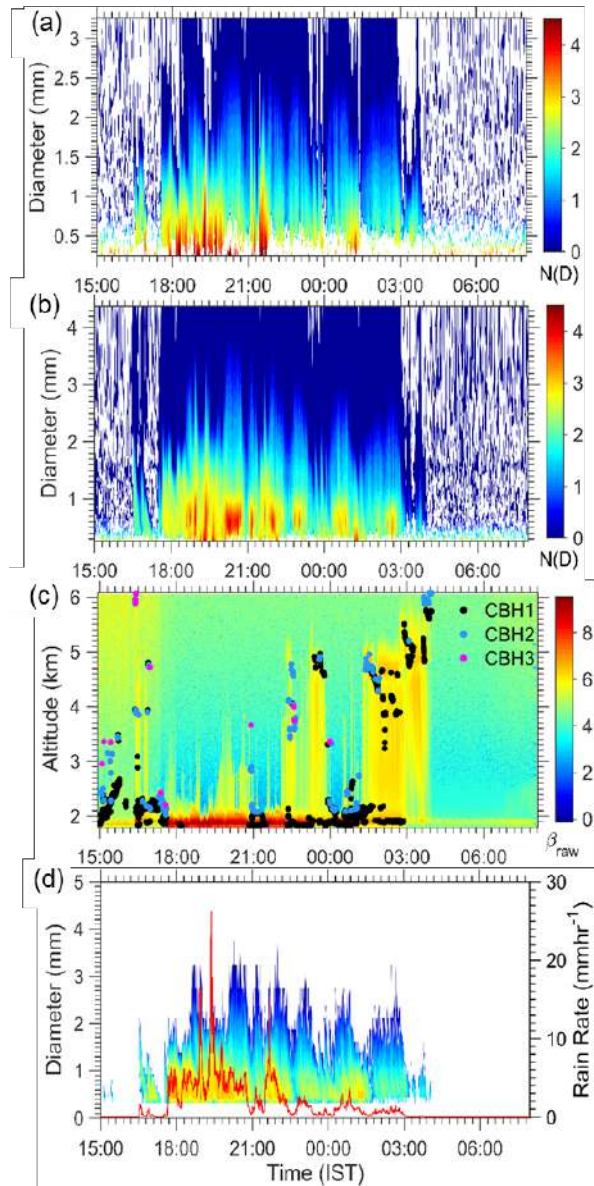 (a)
Diameter (mm)
3
2.5
2
1.5
1
0.5
15:00 18:00 21:00 00:00 03:00 06:00
4
3
2
1
0
N(D)
(b)
Diameter (mm)
4
3
2
1
15:00 18:00 21:00 00:00 03:00 06:00
4
3
2
1
0
N(D)
(c)
Altitude (km)
6
5
4
3
2
CBH1
CBH2
CBH3
15:00 18:00 21:00 00:00 03:00 06:00
8
6
4
2
0
βraw
(d)
Diameter (mm)
5
4
3
2
1
0
30
20
10
0
Rain Rate (mmhr⁻¹)
15:00 18:00 21:00 00:00 03:00 06:00
Time (IST)